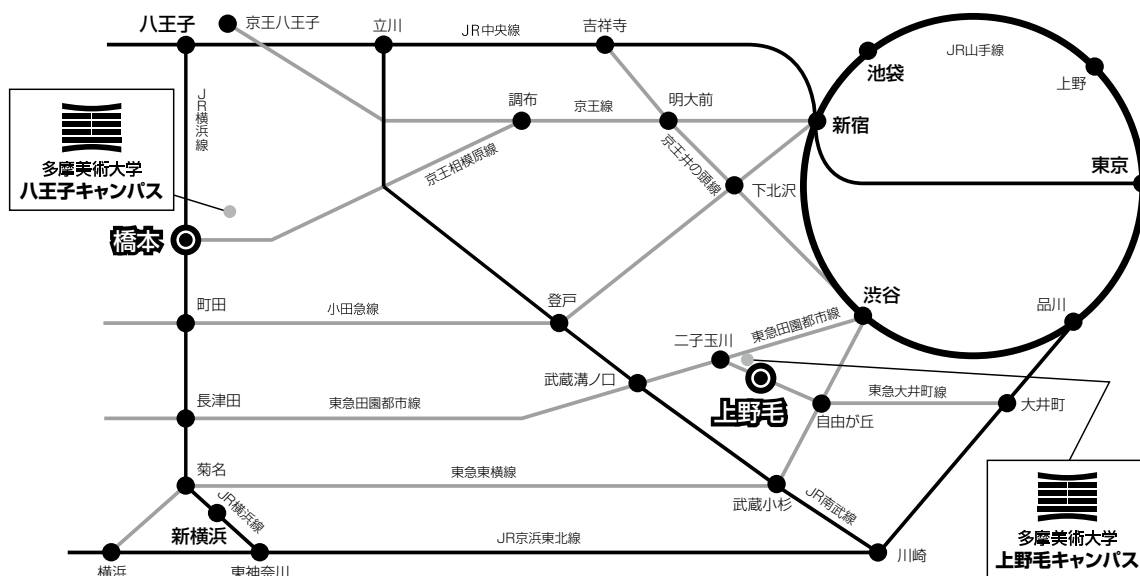 八王子
京王八王子
立川
JR中央線
吉祥寺
池袋
JR山手線
上野
JR横浜線
調布
京王線
明大前
新宿
多摩美術大学
八王子キャンパス
京王相模原線
京王井の頭線
下北沢
東京
橋本
町田
小田急線
登戸
渋谷
品川
二子玉川
東急田園都市線
武蔵溝ノ口
上野毛
長津田
東急田園都市線
自由が丘
東急大井町線
大井町
菊名
東急東横線
武蔵小杉
JR南武線
JR横浜線
新横浜
JR京浜東北線
川崎
横浜
東神奈川
多摩美術大学
上野毛キャンパス